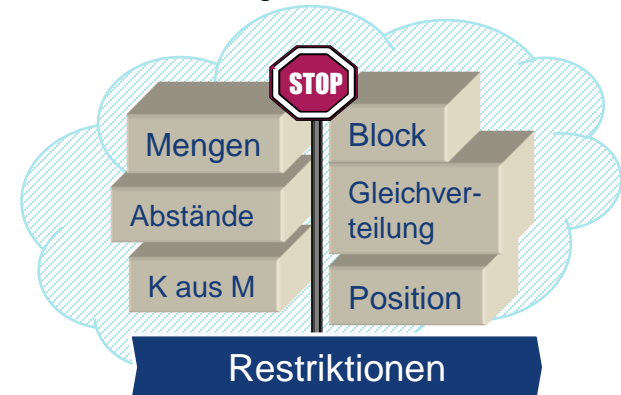 STOP
Mengen
Abstände
K aus M
Block
Gleichver-
teilung
Position
Restriktionen